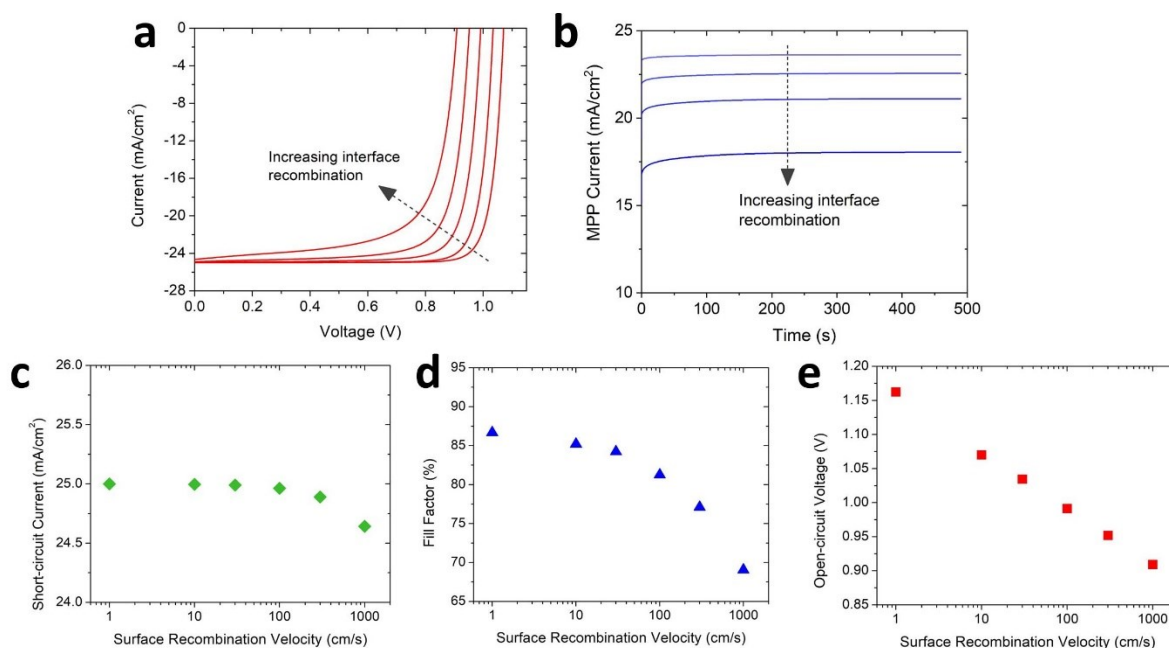 a
0
-4
-8
-12
-16
-20
-24
-28
Current (mA/cm²)
Increasing interface
recombination
0.0 0.2 0.4 0.6 0.8 1.0
Voltage (V)
b
25
20
15
10
MPP Current (mA/cm²)
Increasing interface
recombination
0 100 200 300 400 500
Time (s)
c
26.0
25.5
25.0
24.5
24.0
Short-circuit Current (mA/cm²)
1 10 100 1000
Surface Recombination Velocity (cm/s)
d
95
90
85
80
75
70
65
Fill Factor (%)
1 10 100 1000
Surface Recombination Velocity (cm/s)
e
1.20
1.15
1.10
1.05
1.00
0.95
0.90
0.85
Open-circuit Voltage (V)
1 10 100 1000
Surface Recombination Velocity (cm/s)